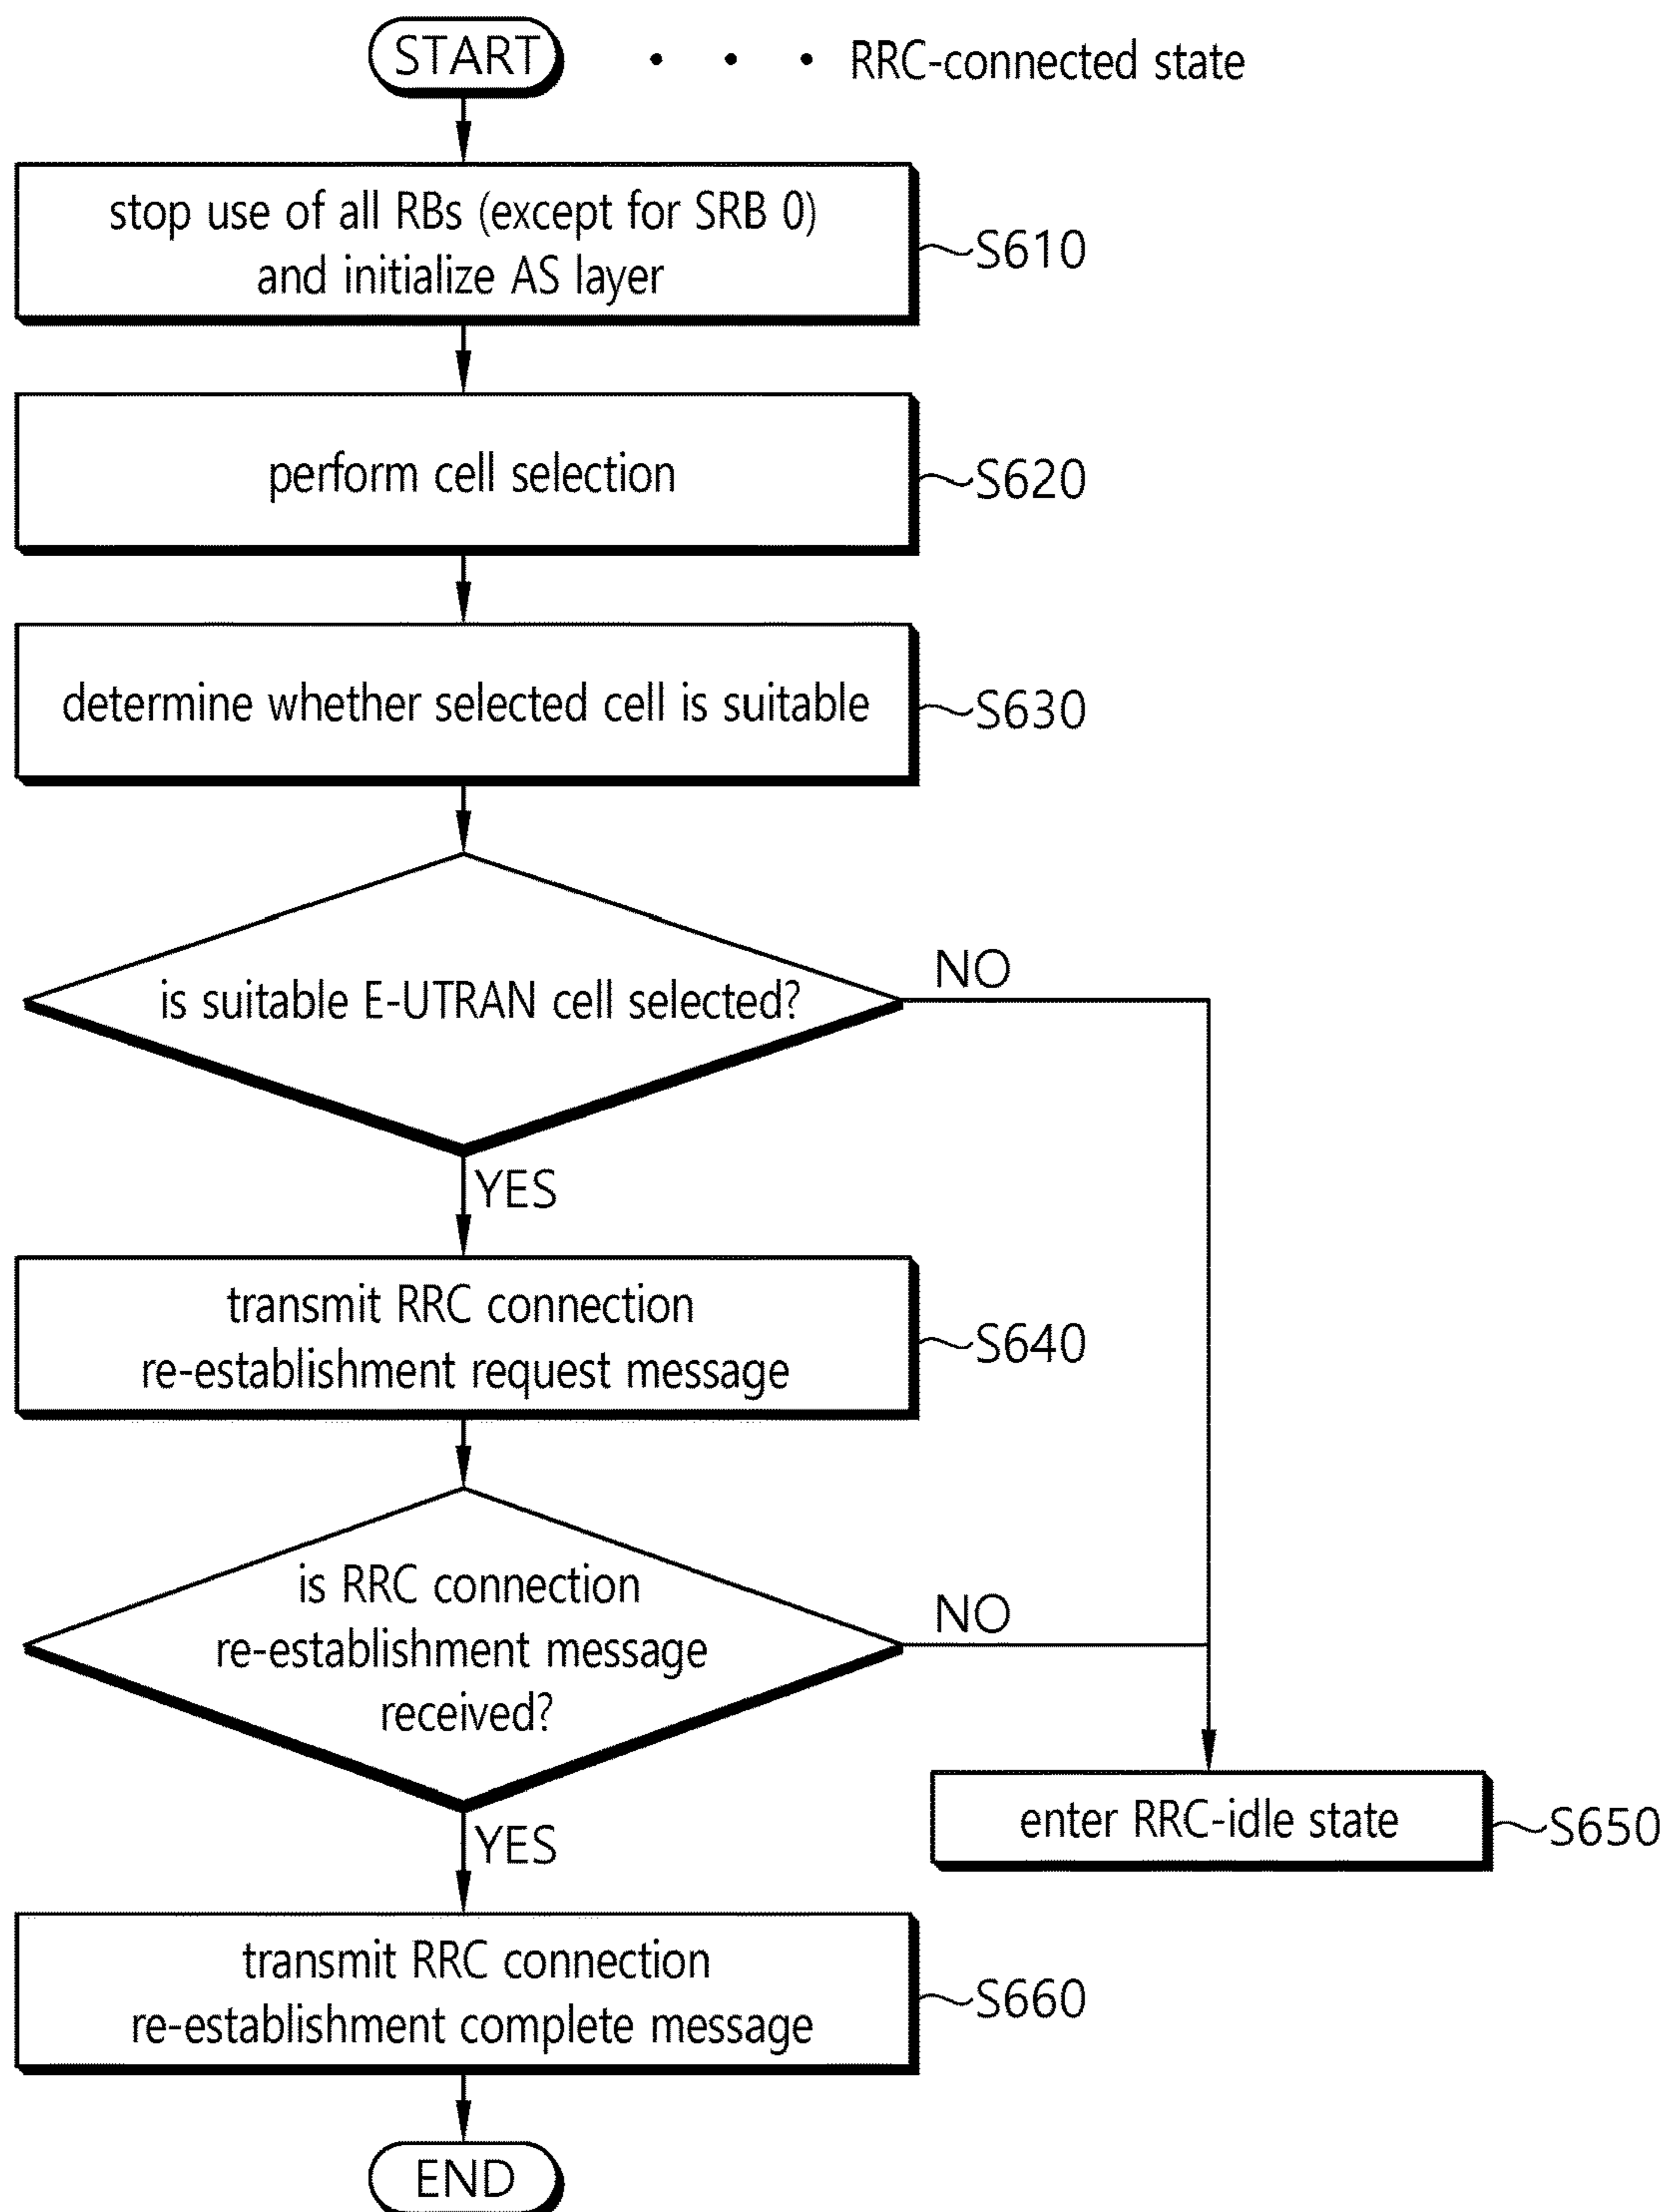 START
RRC-connected state
stop use of all RBs (except for SRB 0)
and initialize AS layer
S610
perform cell selection
S620
determine whether selected cell is suitable
S630
is suitable E-UTRAN cell selected?
NO
YES
transmit RRC connection
re-establishment request message
S640
is RRC connection
re-establishment message
received?
NO
YES
enter RRC-idle state
S650
transmit RRC connection
re-establishment complete message
S660
END